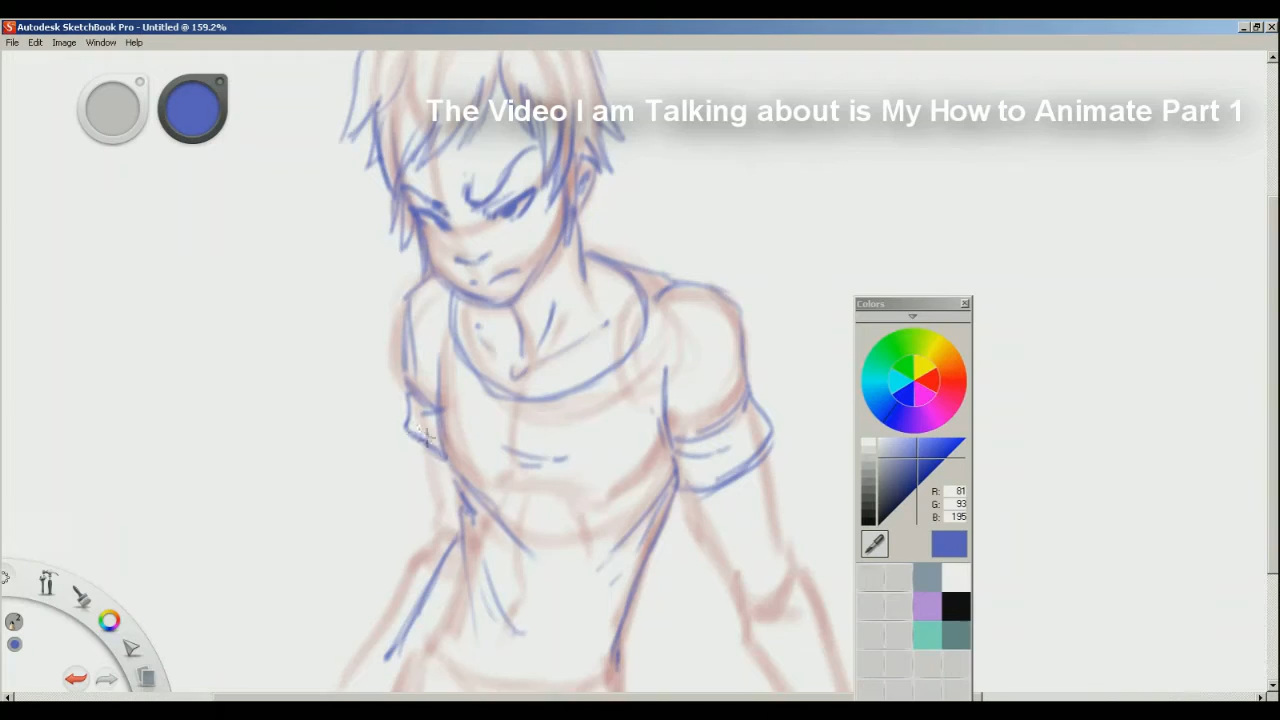 Autodesk SketchBook Pro - Untitled @ 159.2%
File Edit Image Window Help
The Video I am Talking about is My How to Animate Part 1
Colors
R: 81
G: 93
B: 195